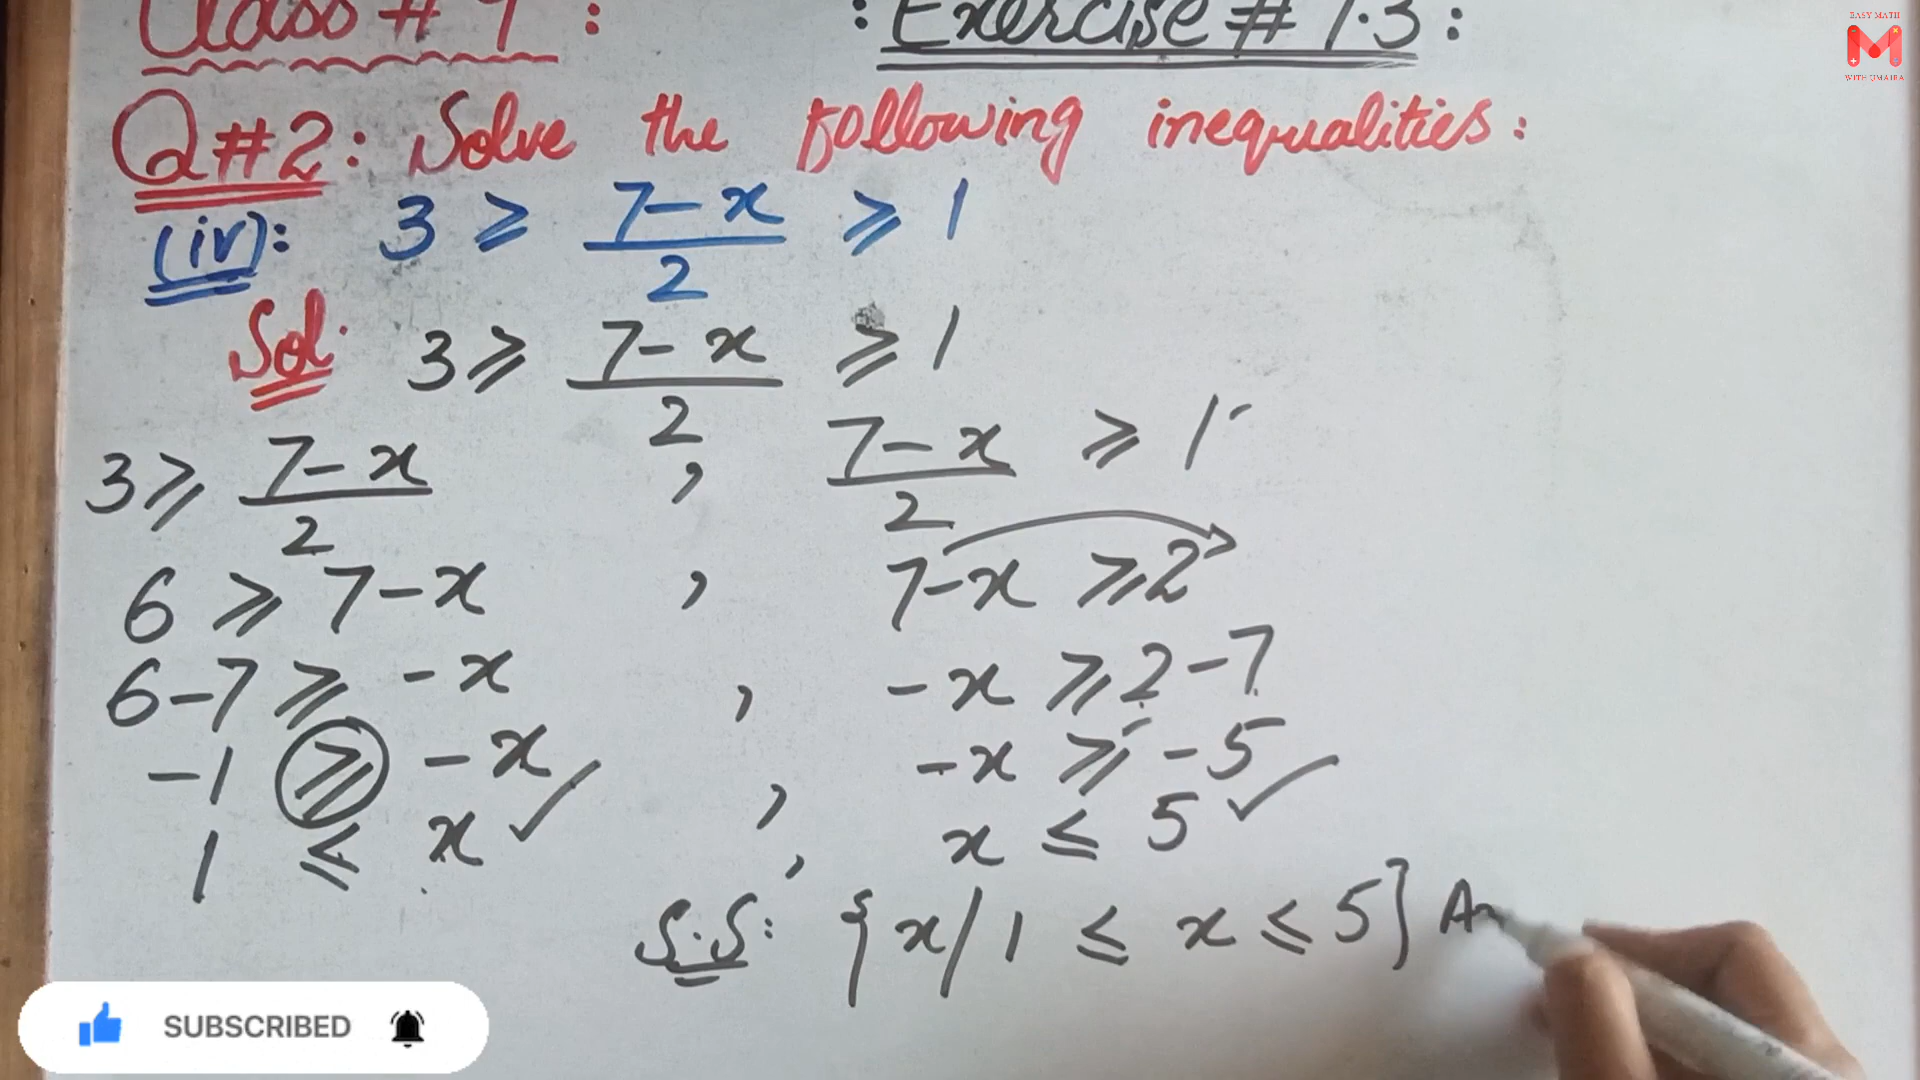 Class # 9 : : Exercise # 1.3 :
EASY MATH
WITH QMAIRA
Q#2: Solve the following inequalities:
(iv): 3 ≥ (7-x)/2 ≥ 1
Sol: 3 ≥ (7-x)/2 ≥ 1
3 ≥ (7-x)/2 , (7-x)/2 ≥ 1
6 ≥ 7-x , 7-x ≥ 2
6-7 ≥ -x , -x ≥ 2-7
-1 ≥ -x , -x ≥ -5
1 ≤ x , x ≤ 5
S.S: {x/1 ≤ x ≤ 5} An
SUBSCRIBED